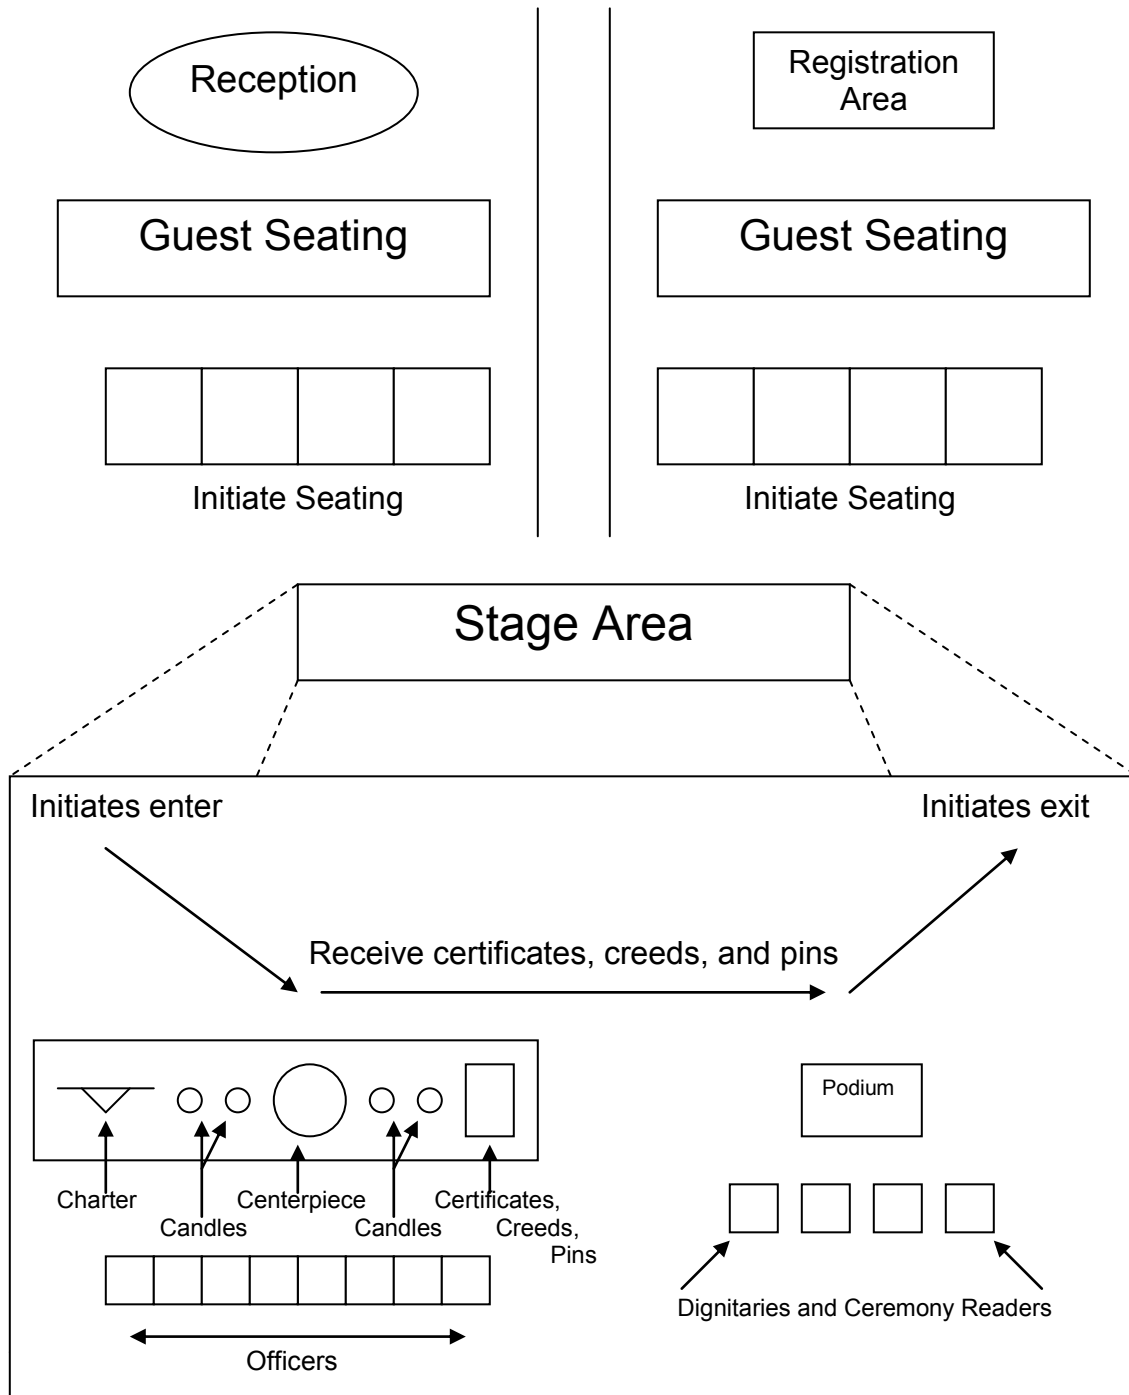 Reception
Registration
Area
Guest Seating
Guest Seating
Initiate Seating
Initiate Seating
Stage Area
Initiates enter
Initiates exit
Receive certificates, creeds, and pins
Podium
Charter
Candles
Centerpiece
Candles
Certificates,
Creeds,
Pins
Officers
Dignitaries and Ceremony Readers